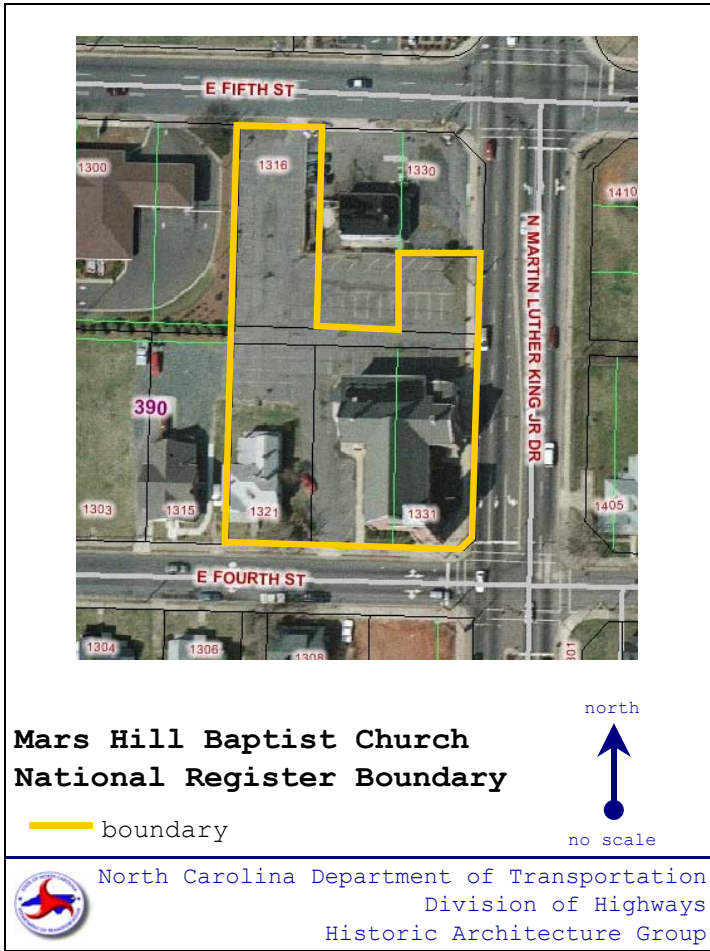 E FIFTH ST
1300
1316
1330
1410
N MARTIN LUTHER KING JR DR
390
1303
1315
1321
1331
1405
E FOURTH ST
1304
1306
1308
1301
north
Mars Hill Baptist Church
National Register Boundary
boundary
no scale
North Carolina Department of Transportation
Division of Highways
Historic Architecture Group